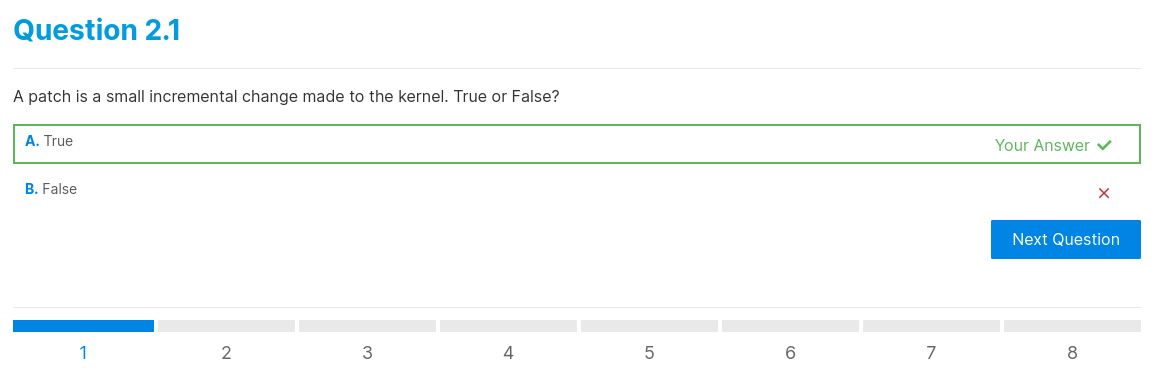 Question 2.1
A patch is a small incremental change made to the kernel. True or False?
A. True
Your Answer ✓
B. False
Next Question
1 2 3 4 5 6 7 8